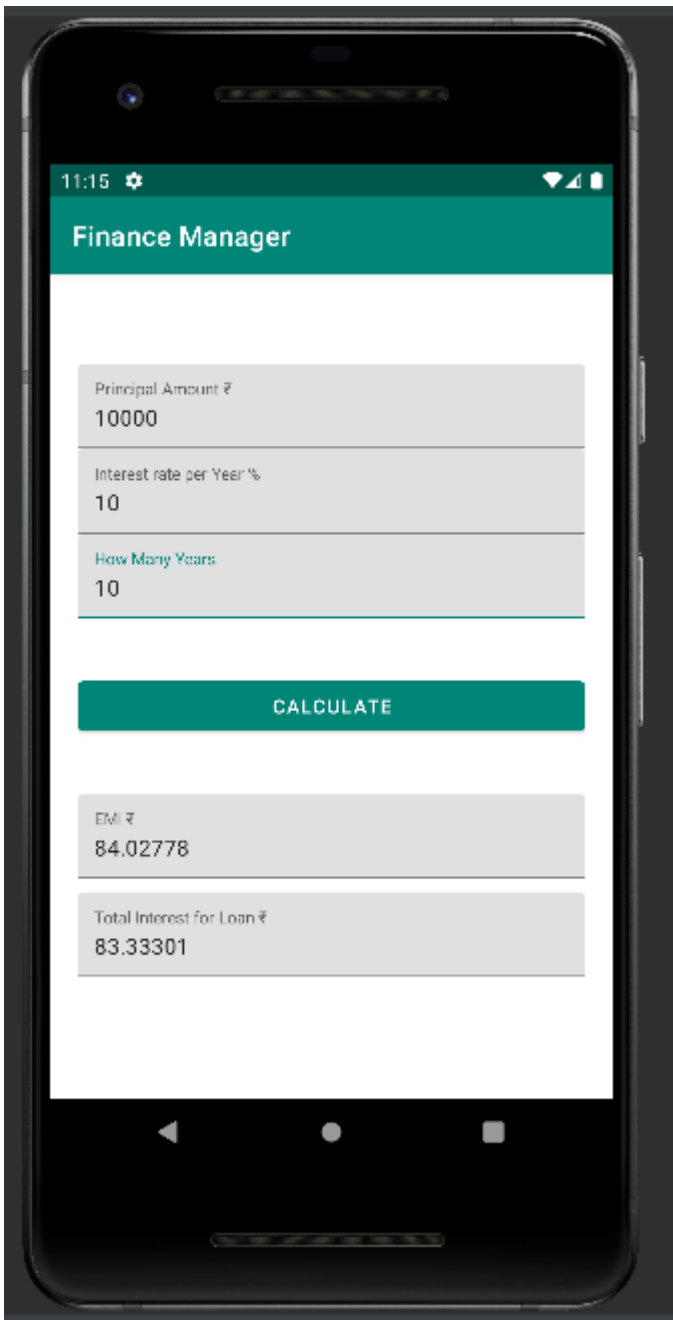 11:15
Finance Manager
Principal Amount ₹
10000
Interest rate per Year %
10
How Many Years
10
CALCULATE
EMI ₹
84.02778
Total Interest for Loan ₹
83.33301